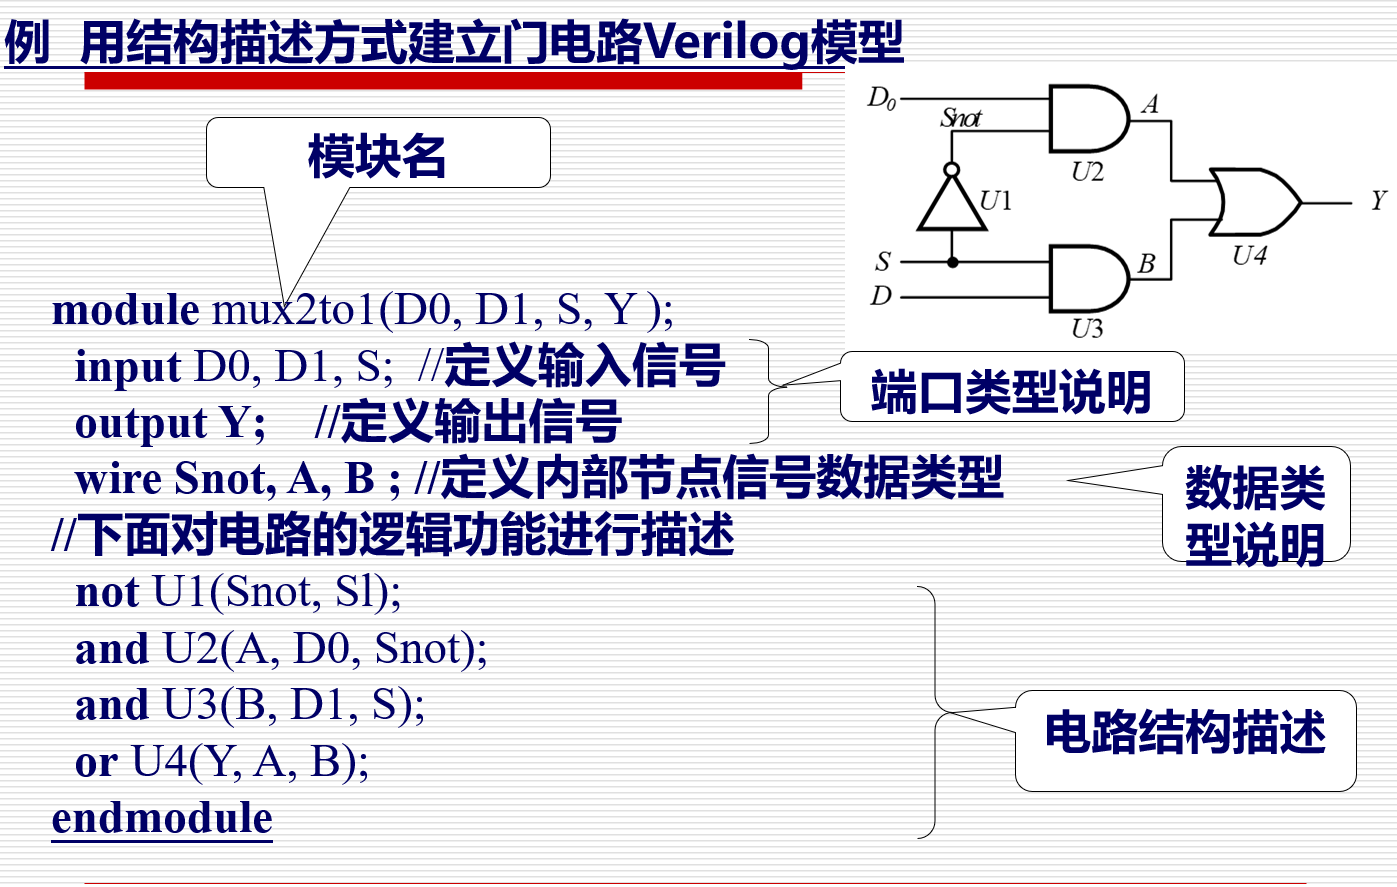 例 用结构描述方式建立门电路Verilog模型
模块名
D0
Snot
A
U2
U1
Y
S
B
U4
D
U3
module mux2to1(D0, D1, S, Y );
input D0, D1, S; //定义输入信号
output Y; //定义输出信号
端口类型说明
wire Snot, A, B ; //定义内部节点信号数据类型
数据类
型说明
//下面对电路的逻辑功能进行描述
not U1(Snot, Sl);
and U2(A, D0, Snot);
and U3(B, D1, S);
or U4(Y, A, B);
电路结构描述
endmodule